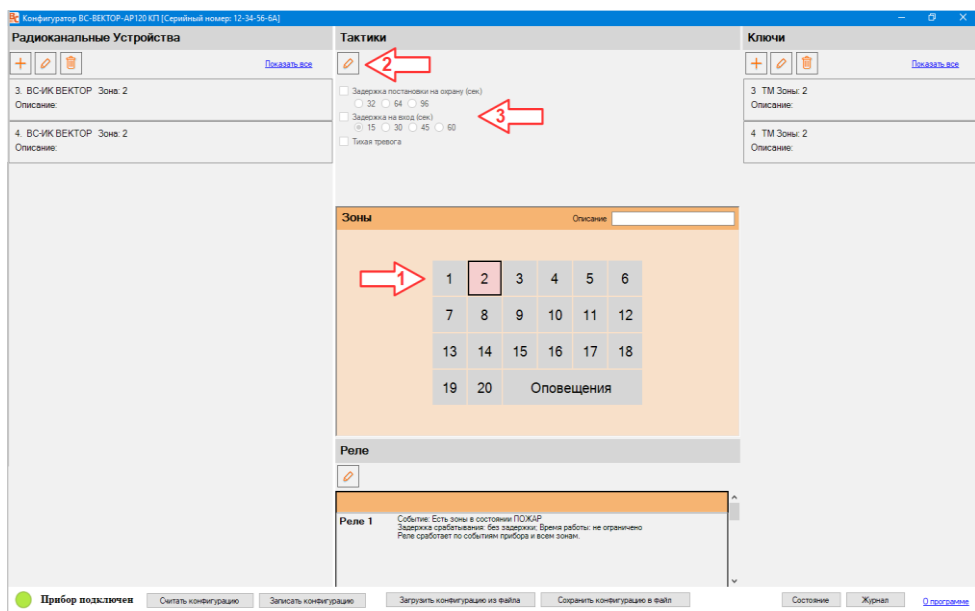 Конфигуратор ВС-ВЕКТОР-АР120 КП [Серийный номер: 12-34-56-6A]
Радиоканальные Устройства
Показать все
3. ВС-ИК ВЕКТОР Зона: 2
Описание:
4. ВС-ИК ВЕКТОР Зона: 2
Описание:
Тактики
2
Задержка постановки на охрану (сек)
32 64 96
Задержка на вход (сек)
15 30 45 60
Тихая тревога
3
Ключи
Показать все
3 ТМ Зоны: 2
Описание:
4 ТМ Зоны: 2
Описание:
Зоны
Описание
1
1 2 3 4 5 6
7 8 9 10 11 12
13 14 15 16 17 18
19 20 Оповещения
Реле
Реле 1
Событие: Есть зоны в состоянии ПОЖАР
Задержка срабатывания: без задержки; Время работы: не ограничено
Реле сработает по событиям прибора и всем зонам.
Прибор подключен
Считать конфигурацию
Записать конфигурацию
Загрузить конфигурацию из файла
Сохранить конфигурацию в файл
Состояние
Журнал
О программе